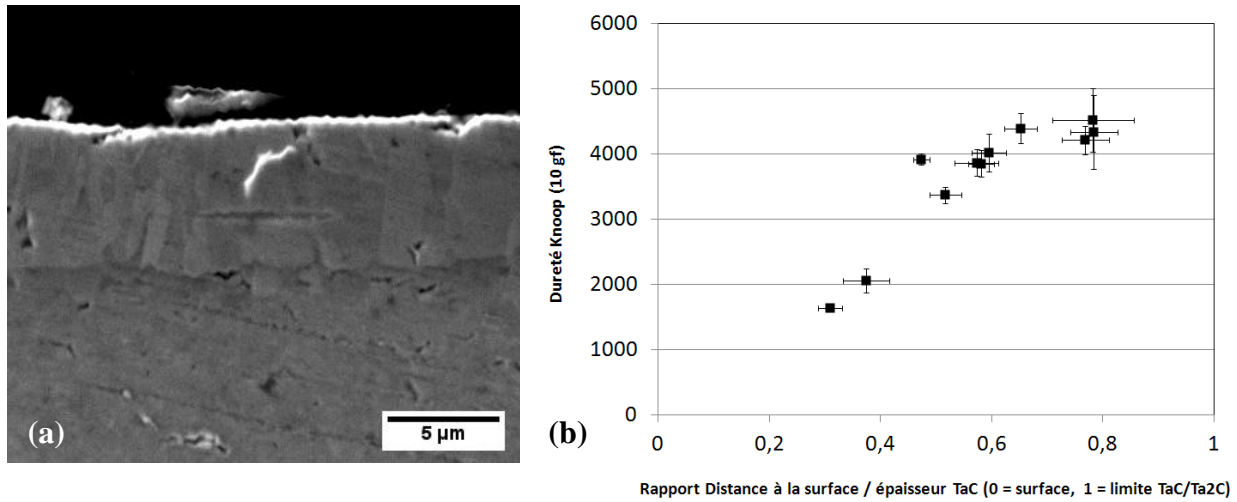 (a)
5 µm
(b)
Dureté Knoop (10 gf)
6000
5000
4000
3000
2000
1000
0
0 0,2 0,4 0,6 0,8 1
Rapport Distance à la surface / épaisseur TaC (0 = surface, 1 = limite TaC/Ta2C)